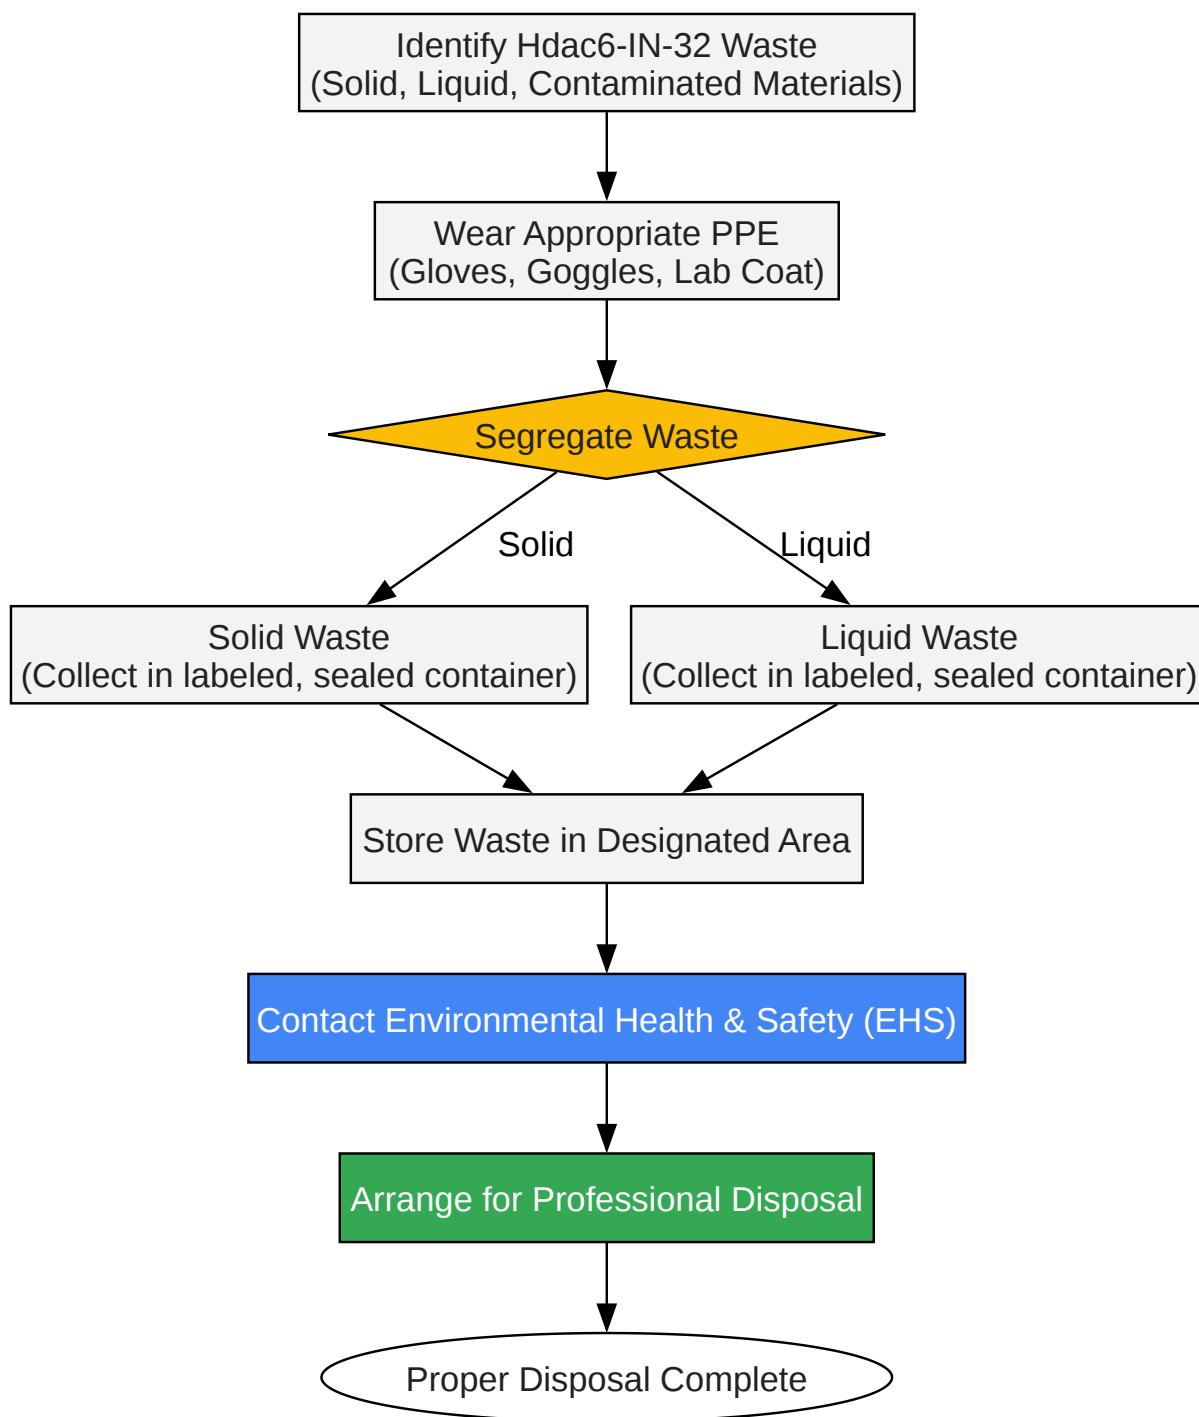 Identify Hdac6-IN-32 Waste
(Solid, Liquid, Contaminated Materials)
Wear Appropriate PPE
(Gloves, Goggles, Lab Coat)
Segregate Waste
Solid
Liquid
Solid Waste
(Collect in labeled, sealed container)
Liquid Waste
(Collect in labeled, sealed container)
Store Waste in Designated Area
Contact Environmental Health & Safety (EHS)
Arrange for Professional Disposal
Proper Disposal Complete